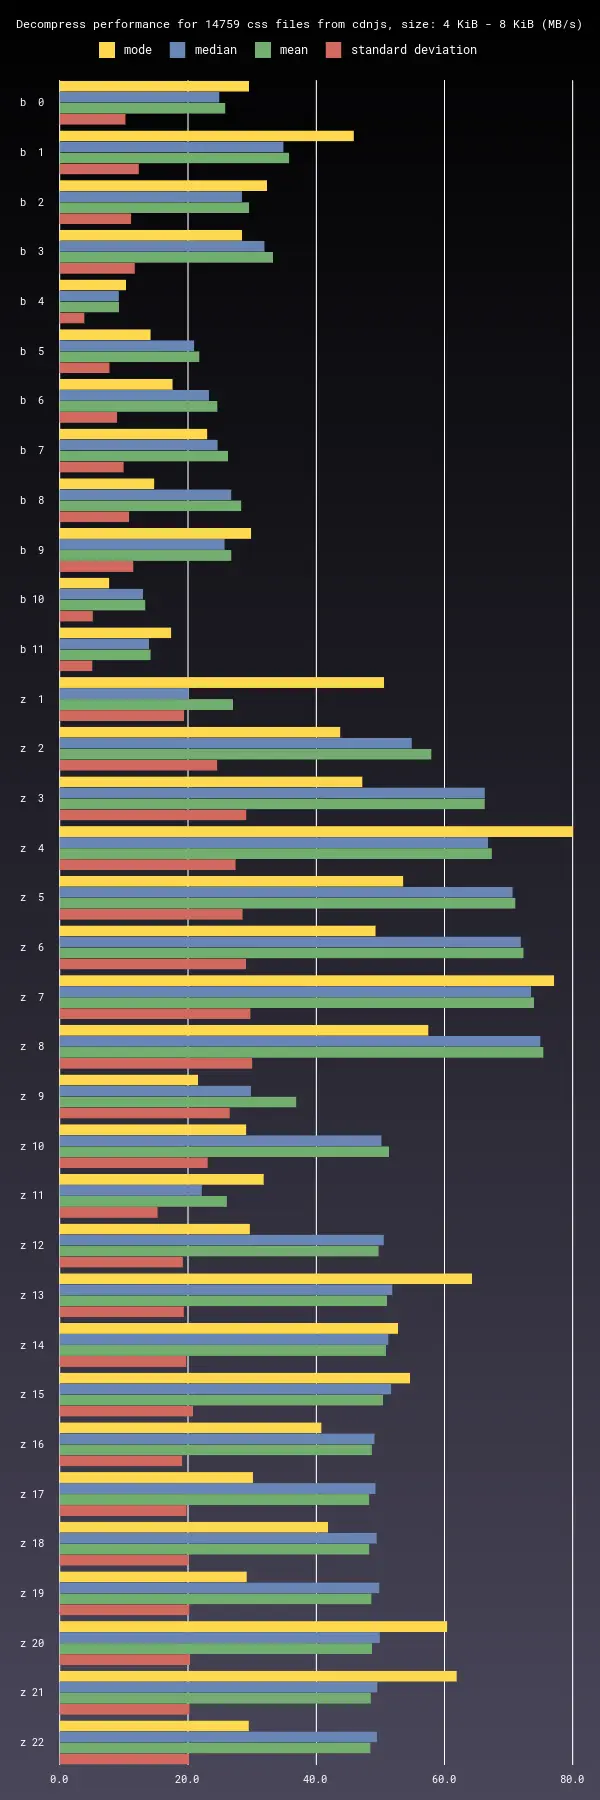 Decompress performance for 14759 css files from cdnjs, size: 4 KiB - 8 KiB (MB/s)
mode median mean standard deviation
b 0
b 1
b 2
b 3
b 4
b 5
b 6
b 7
b 8
b 9
b 10
b 11
z 1
z 2
z 3
z 4
z 5
z 6
z 7
z 8
z 9
z 10
z 11
z 12
z 13
z 14
z 15
z 16
z 17
z 18
z 19
z 20
z 21
z 22
0.0 20.0 40.0 60.0 80.0